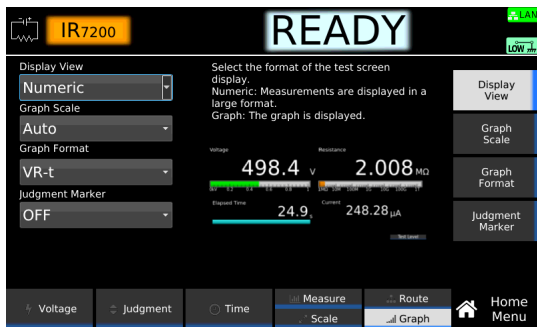 IR7200
READY
LAN
LOW
Display View
Numeric
Graph Scale
Auto
Graph Format
VR-t
Judgment Marker
OFF
Select the format of the test screen
display.
Numeric: Measurements are displayed in a
large format.
Graph: The graph is displayed.
Voltage
498.4 V
Resistance
2.008 MΩ
Elapsed Time
24.9 s
Current
248.28 μA
Test Level
Display
View
Graph
Scale
Graph
Format
Judgment
Marker
Voltage
Judgment
Time
Measure
Scale
Route
Graph
Home
Menu